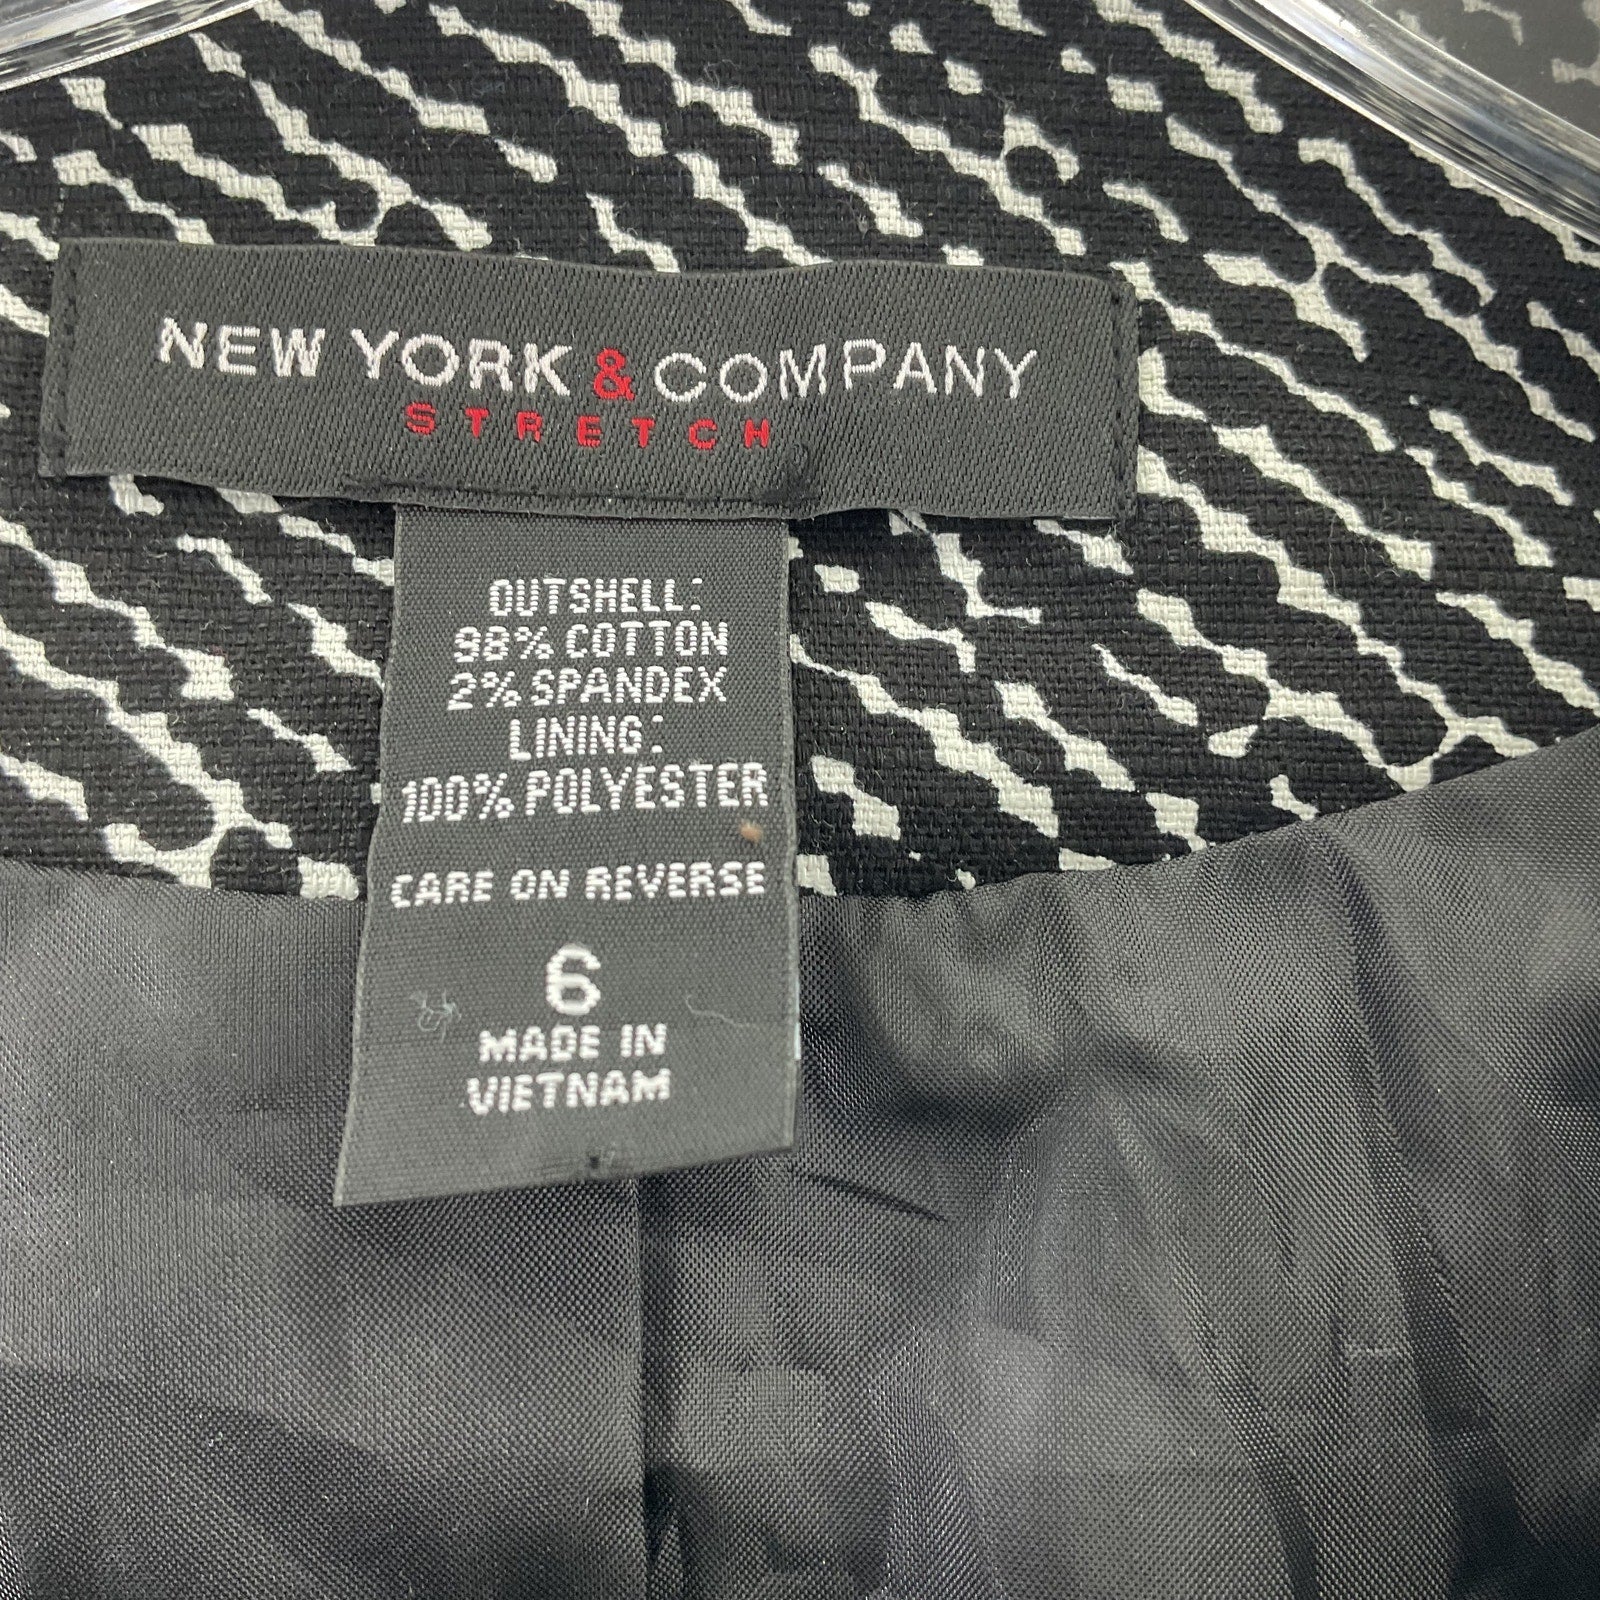 NEW YORK & COMPANY
STRETCH
OUTSHELL:
98% COTTON
2% SPANDEX
LINING:
100% POLYESTER
CARE ON REVERSE
6
MADE IN
VIETNAM